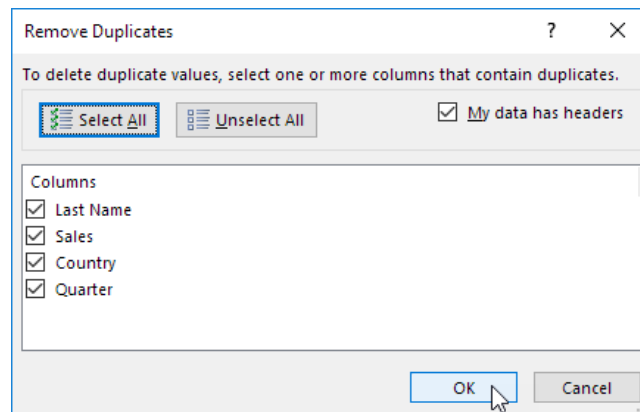 Remove Duplicates ?
To delete duplicate values, select one or more columns that contain duplicates.
Select All Unselect All My data has headers
Columns
Last Name
Sales
Country
Quarter
OK Cancel